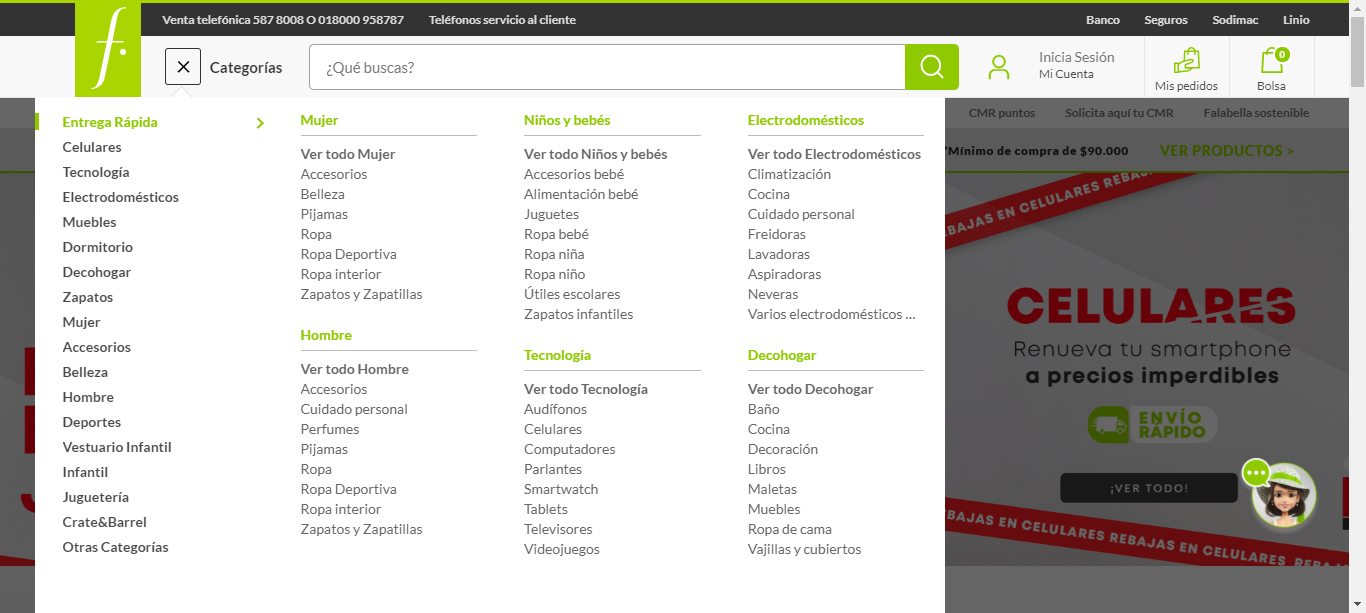 Venta telefónica 587 8008 O 018000 958787
Teléfonos servicio al cliente
Banco
Seguros
Sodimac
Linio
f.
Categorías
¿Qué buscas?
Inicia Sesión
Mi Cuenta
Mis pedidos
0
Bolsa
CMR puntos
Solicita aquí tu CMR
Falabella sostenible
*Mínimo de compra de $90.000
VER PRODUCTOS >
Entrega Rápida
Celulares
Tecnología
Electrodomésticos
Muebles
Dormitorio
Decohogar
Zapatos
Mujer
Accesorios
Belleza
Hombre
Deportes
Vestuario Infantil
Infantil
Juguetería
Crate&Barrel
Otras Categorías
Mujer
Ver todo Mujer
Accesorios
Belleza
Pijamas
Ropa
Ropa Deportiva
Ropa interior
Zapatos y Zapatillas
Hombre
Ver todo Hombre
Accesorios
Cuidado personal
Perfumes
Pijamas
Ropa
Ropa Deportiva
Ropa interior
Zapatos y Zapatillas
Niños y bebés
Ver todo Niños y bebés
Accesorios bebé
Alimentación bebé
Juguetes
Ropa bebé
Ropa niña
Ropa niño
Útiles escolares
Zapatos infantiles
Tecnología
Ver todo Tecnología
Audífonos
Celulares
Computadores
Parlantes
Smartwatch
Tablets
Televisores
Videojuegos
Electrodomésticos
Ver todo Electrodomésticos
Climatización
Cocina
Cuidado personal
Freidoras
Lavadoras
Aspiradoras
Neveras
Varios electrodomésticos ...
Decohogar
Ver todo Decohogar
Baño
Cocina
Decoración
Libros
Maletas
Muebles
Ropa de cama
Vajillas y cubiertos
REBAJAS EN CELULARES REBAJAS
CELULARES
Renueva tu smartphone
a precios imperdibles
ENVÍO
RÁPIDO
¡VER TODO!
REBAJAS EN CELULARES REBAJAS EN CELULARES